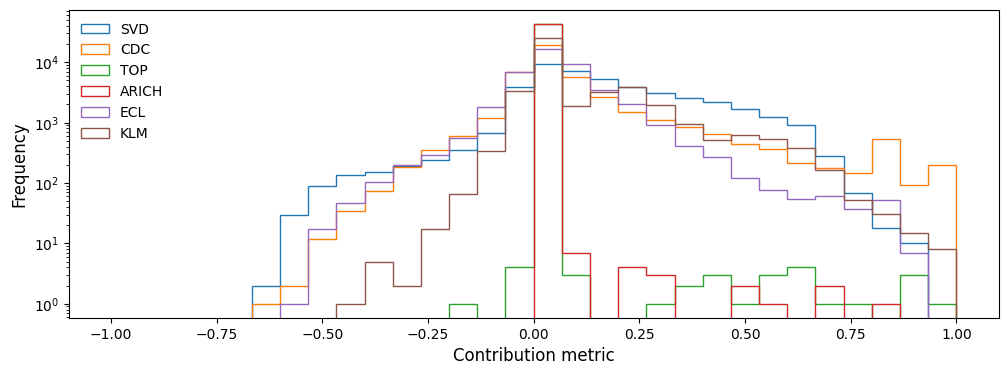 SVD
CDC
TOP
ARICH
ECL
KLM
Frequency
10⁴
10³
10²
10¹
10⁰
−1.00 −0.75 −0.50 −0.25 0.00 0.25 0.50 0.75 1.00
Contribution metric